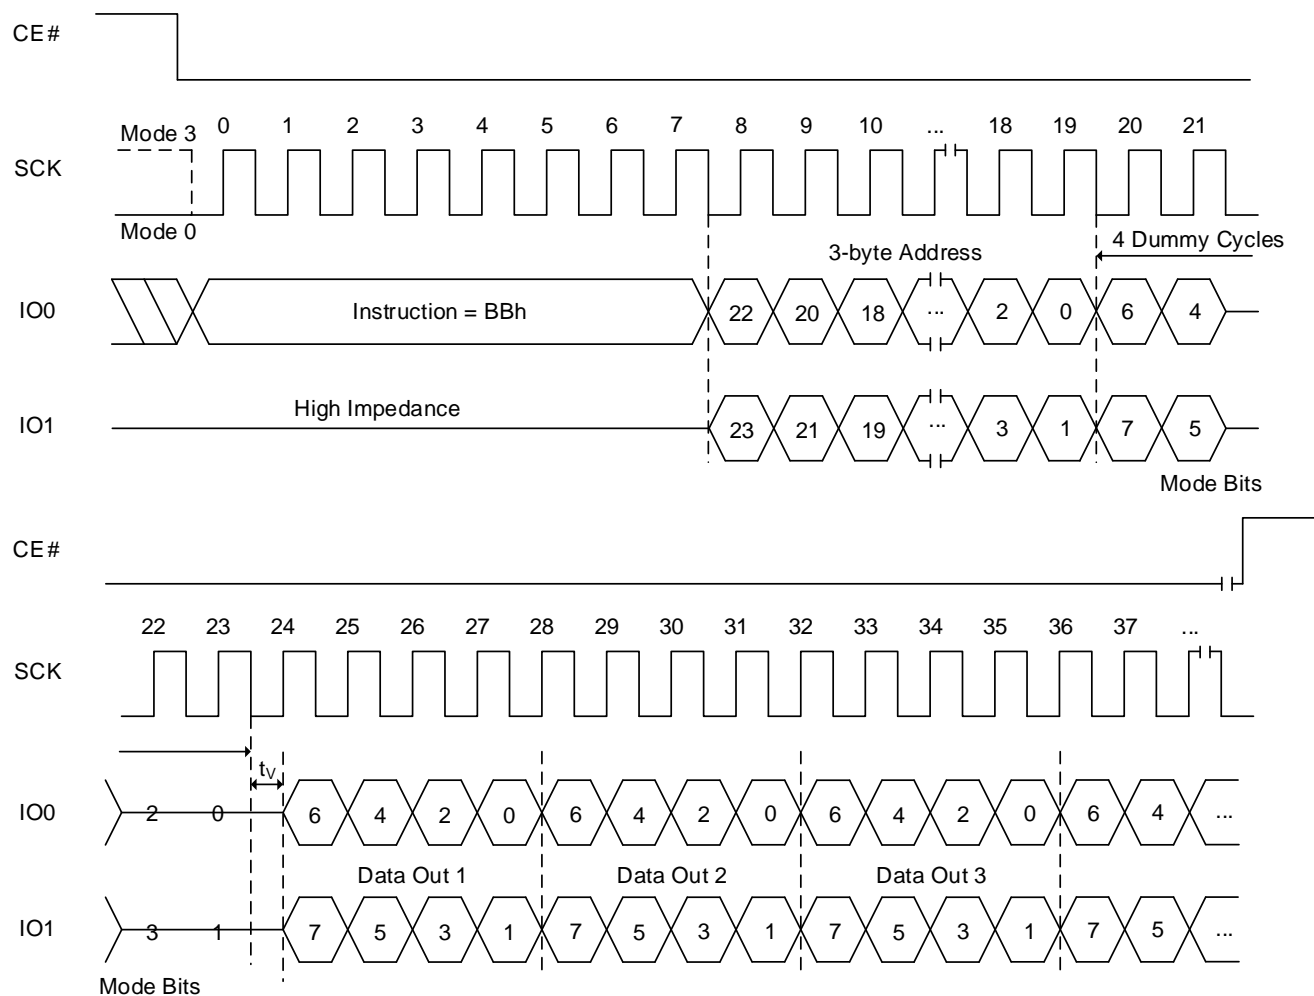 CE#
Mode 3
0 1 2 3 4 5 6 7 8 9 10 ... 18 19 20 21
SCK
Mode 0
3-byte Address
4 Dummy Cycles
IO0
Instruction = BBh
22 20 18 ... 2 0 6 4
High Impedance
IO1
23 21 19 ... 3 1 7 5
Mode Bits
CE#
22 23 24 25 26 27 28 29 30 31 32 33 34 35 36 37 ...
SCK
tV
IO0
2 0 6 4 2 0 6 4 2 0 6 4 2 0 6 4 ...
Data Out 1 Data Out 2 Data Out 3
IO1
3 1 7 5 3 1 7 5 3 1 7 5 3 1 7 5 ...
Mode Bits